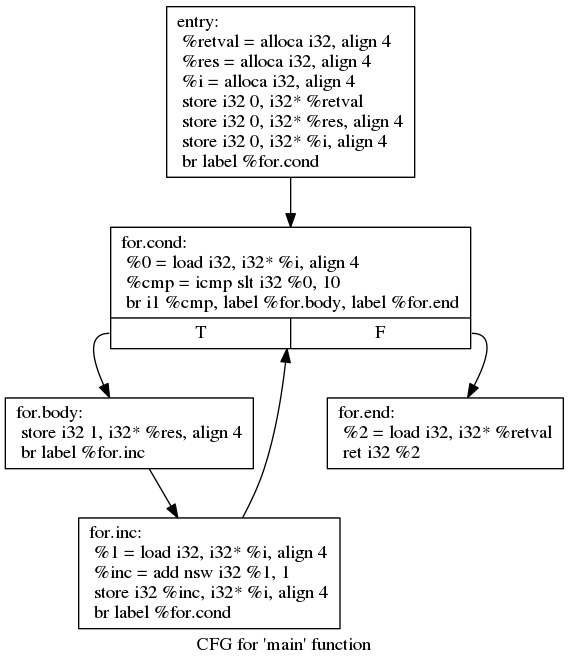 entry:
%retval = alloca i32, align 4
%res = alloca i32, align 4
%i = alloca i32, align 4
store i32 0, i32* %retval
store i32 0, i32* %res, align 4
store i32 0, i32* %i, align 4
br label %for.cond
for.cond:
%0 = load i32, i32* %i, align 4
%cmp = icmp slt i32 %0, 10
br i1 %cmp, label %for.body, label %for.end
T
F
for.body:
store i32 1, i32* %res, align 4
br label %for.inc
for.end:
%2 = load i32, i32* %retval
ret i32 %2
for.inc:
%1 = load i32, i32* %i, align 4
%inc = add nsw i32 %1, 1
store i32 %inc, i32* %i, align 4
br label %for.cond
CFG for 'main' function